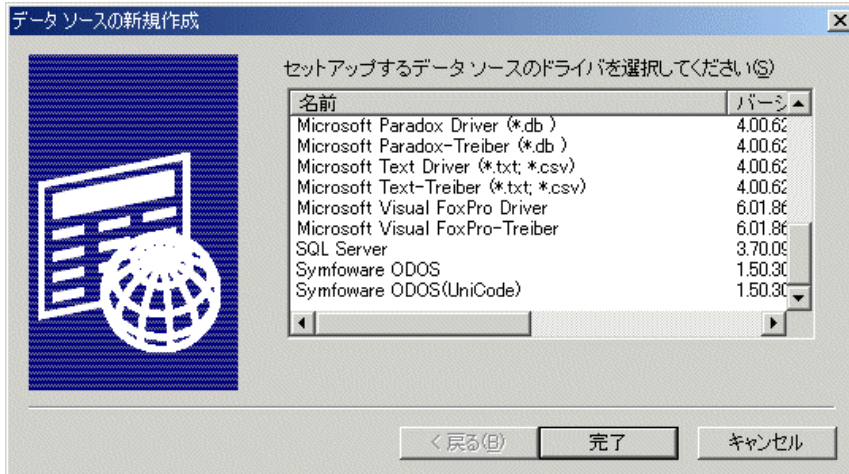 データ ソースの新規作成
セットアップするデータ ソースのドライバを選択してください(S)
名前 バーシ
Microsoft Paradox Driver (*.db ) 4.00.62
Microsoft Paradox-Treiber (*.db ) 4.00.62
Microsoft Text Driver (*.txt; *.csv) 4.00.62
Microsoft Text-Treiber (*.txt; *.csv) 4.00.62
Microsoft Visual FoxPro Driver 6.01.86
Microsoft Visual FoxPro-Treiber 6.01.86
SQL Server 3.70.09
Symfoware ODOS 1.50.30
Symfoware ODOS(UniCode) 1.50.30
< 戻る(B) 完了 キャンセル